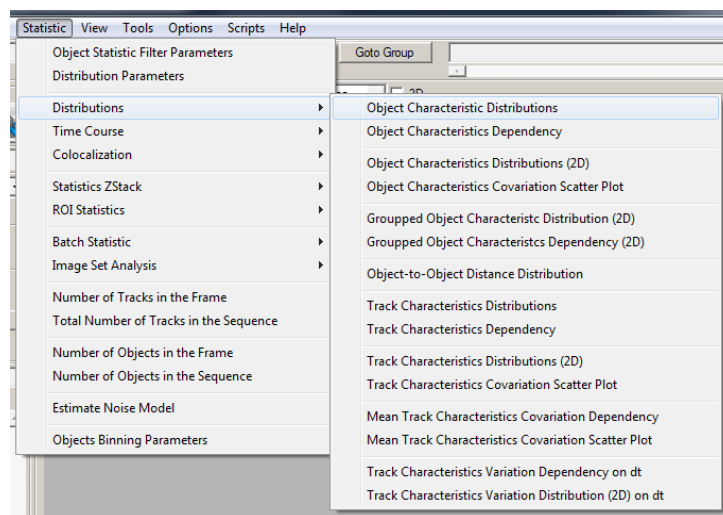 Statistic View Tools Options Scripts Help
Object Statistic Filter Parameters
Distribution Parameters
Distributions
Time Course
Colocalization
Statistics ZStack
ROI Statistics
Batch Statistic
Image Set Analysis
Number of Tracks in the Frame
Total Number of Tracks in the Sequence
Number of Objects in the Frame
Number of Objects in the Sequence
Estimate Noise Model
Objects Binning Parameters
Goto Group
Object Characteristic Distributions
Object Characteristics Dependency
Object Characteristics Distributions (2D)
Object Characteristics Covariation Scatter Plot
Groupped Object Characteristc Distribution (2D)
Groupped Object Characteristcs Dependency (2D)
Object-to-Object Distance Distribution
Track Characteristics Distributions
Track Characteristics Dependency
Track Characteristics Distributions (2D)
Track Characteristics Covariation Scatter Plot
Mean Track Characteristics Covariation Dependency
Mean Track Characteristics Covariation Scatter Plot
Track Characteristics Variation Dependency on dt
Track Characteristics Variation Distribution (2D) on dt